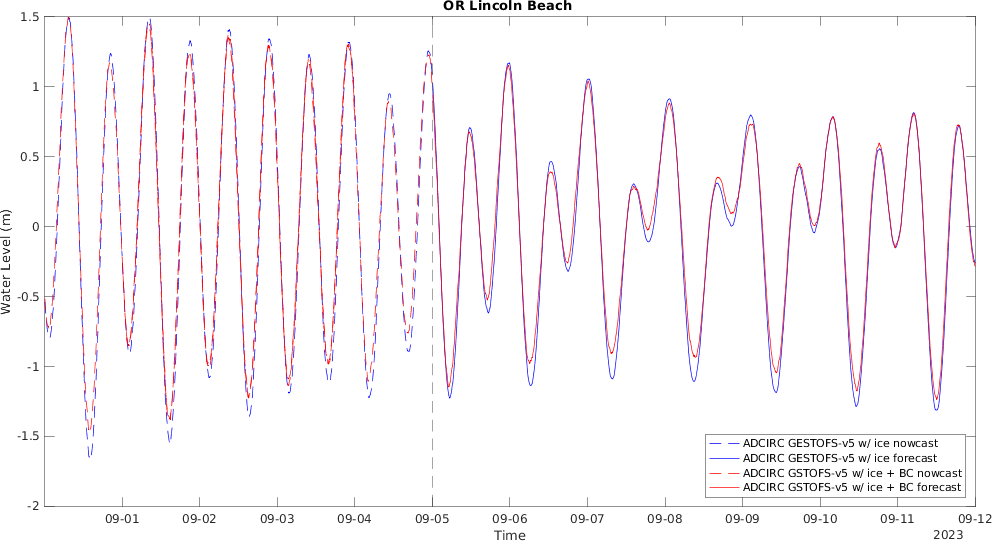 OR Lincoln Beach
1.5
1
0.5
0
-0.5
-1
-1.5
-2
Water Level (m)
09-01 09-02 09-03 09-04 09-05 09-06 09-07 09-08 09-09 09-10 09-11 09-12
Time
2023
ADCIRC GESTOFS-v5 w/ ice nowcast
ADCIRC GESTOFS-v5 w/ ice forecast
ADCIRC GSTOFS-v5 w/ ice + BC nowcast
ADCIRC GSTOFS-v5 w/ ice + BC forecast